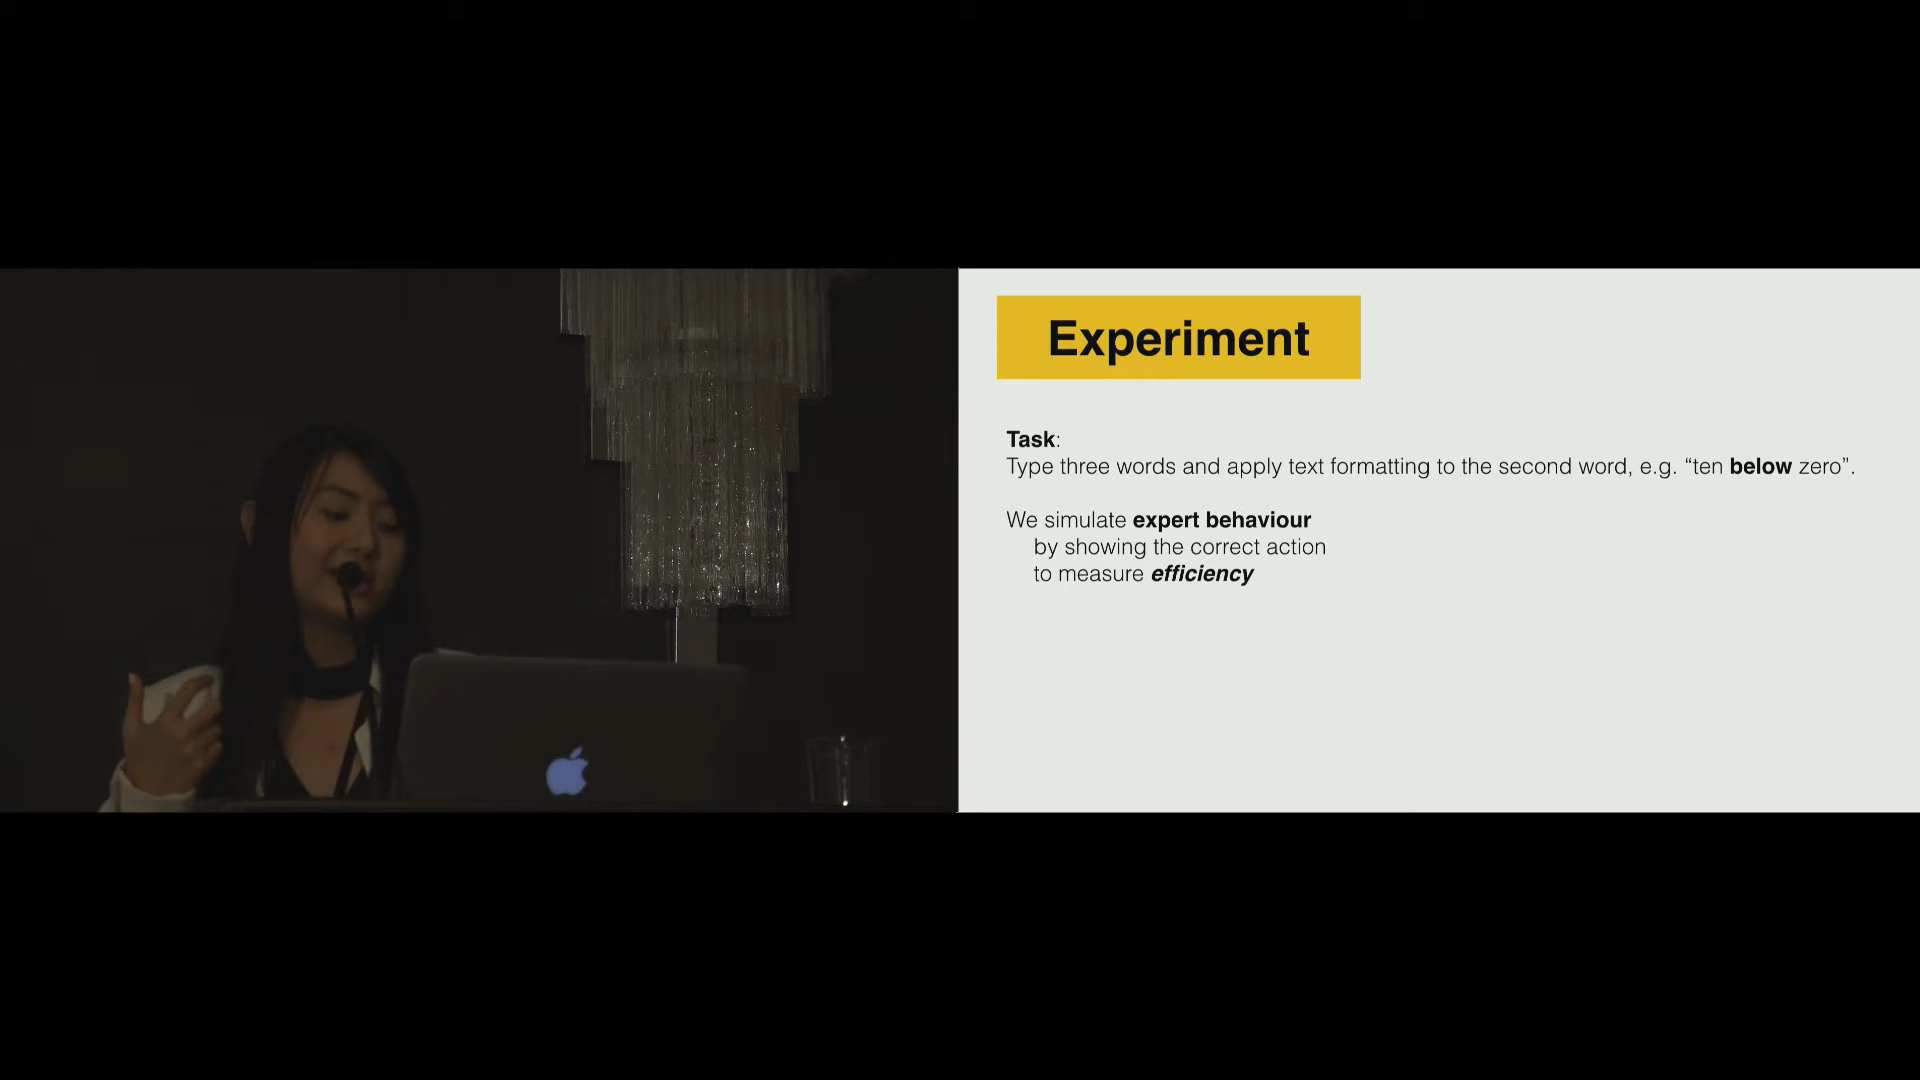 Experiment
Task:
Type three words and apply text formatting to the second word, e.g. “ten below zero”.
We simulate expert behaviour
by showing the correct action
to measure efficiency